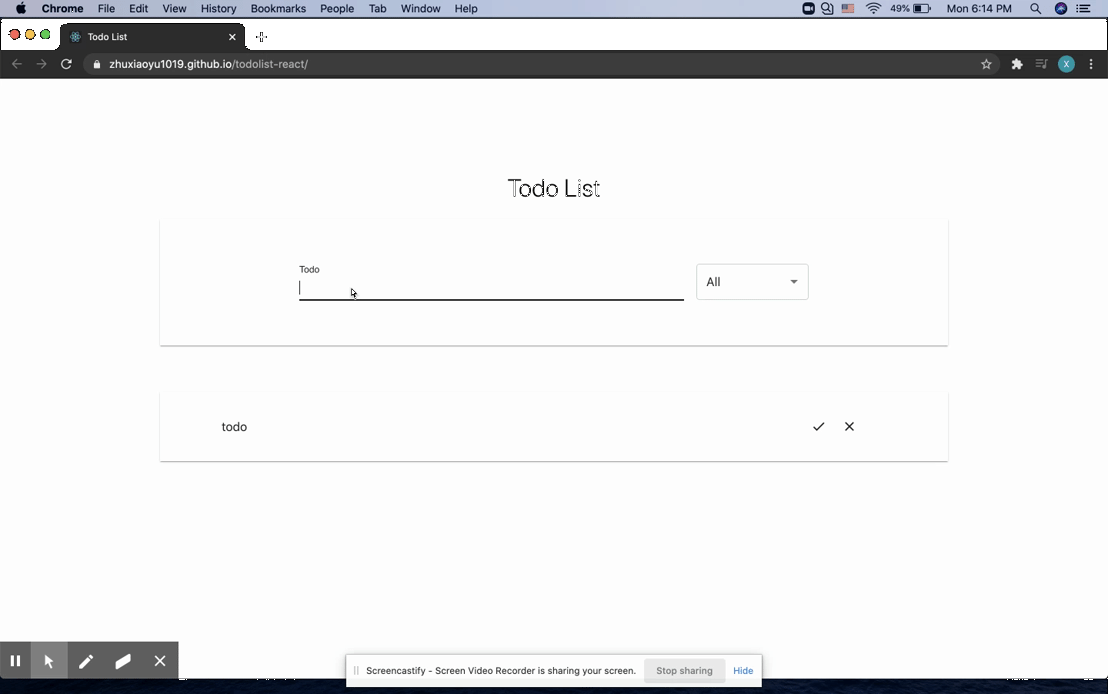 Chrome File Edit View History Bookmarks People Tab Window Help 49% Mon 6:14 PM
Todo List
zhuxiaoyu1019.github.io/todolist-react/ X
Todo List
Todo
All
todo
Screencastify - Screen Video Recorder is sharing your screen. Stop sharing Hide